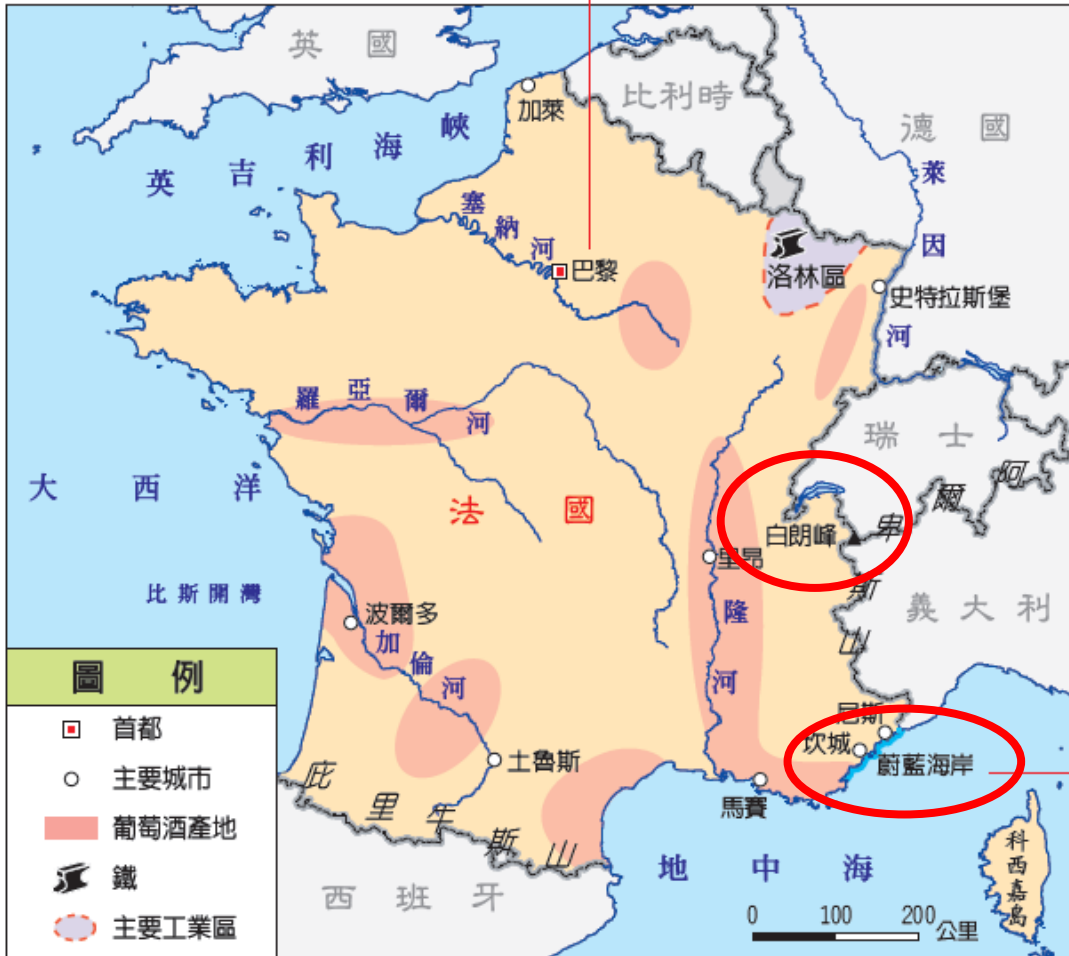 英國
比利時
德國
加萊
英吉利海峽
萊因河
塞納河
巴黎
洛林區
史特拉斯堡
羅亞爾河
瑞士
大西洋
法國
阿爾卑斯山
白朗峰
里昂
比斯開灣
義大利
波爾多
隆河
加倫河
圖例
首都
主要城市
葡萄酒產地
鐵
主要工業區
尼斯
坎城
蔚藍海岸
土魯斯
馬賽
庇里牛斯山
地中海
科西嘉島
西班牙
0 100 200公里